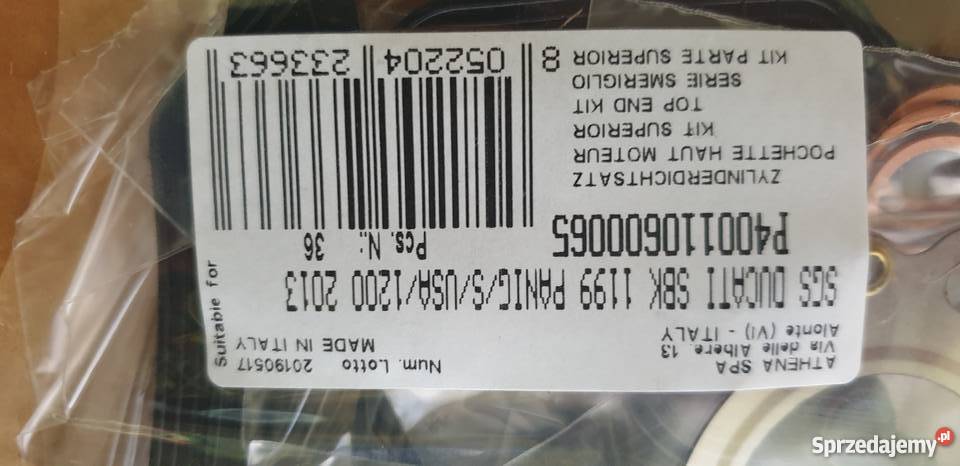 ATHENA SPA
Via delle Albere, 13
Alonte (VI) - ITALY
Num. Lotto 20190517
MADE IN ITALY
Suitable for
SGS DUCATI SBK 1199 PANIG/S/USA/1200 2013
P400110600065
Pcs. N.: 36
ZYLINDERDICHTSATZ
POCHETTE HAUT MOTEUR
KIT SUPERIOR
TOP END KIT
SERIE SMERIGLIO
KIT PARTE SUPERIOR
8 052204 233663
Sprzedajemy.pl